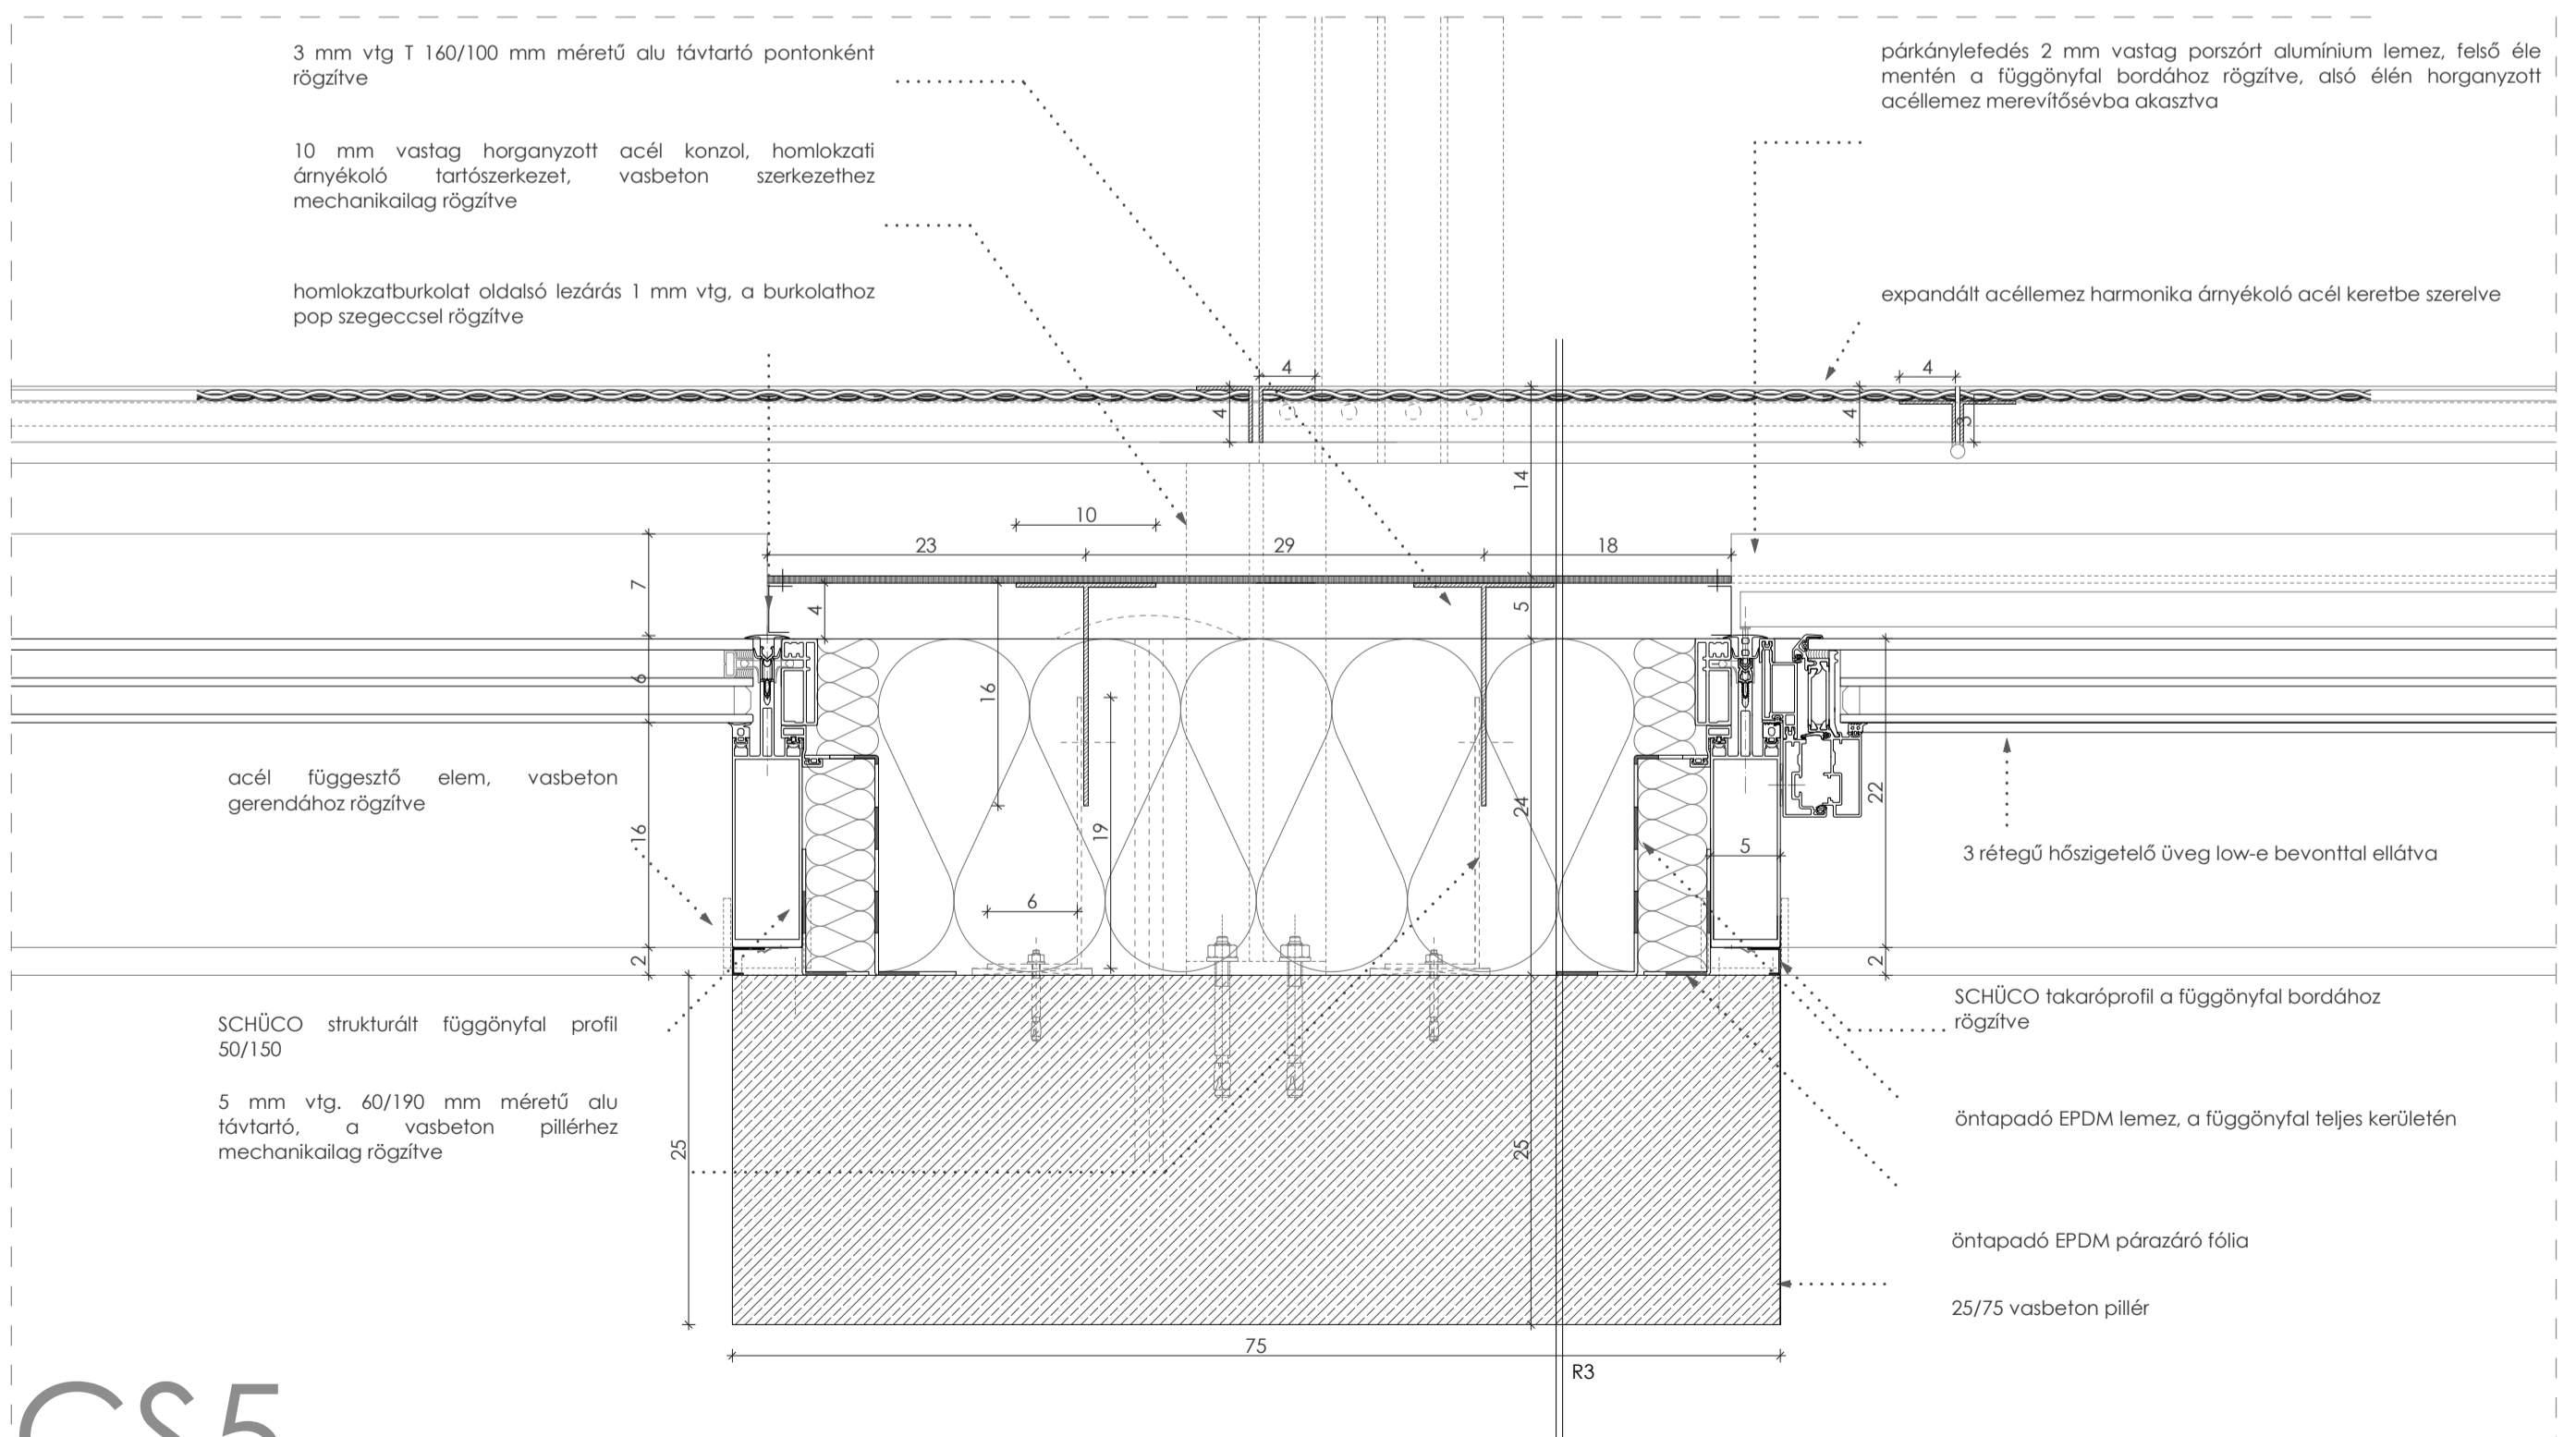 3 mm vtg T 160/100 mm méretű alu távtartó pontonként
rögzítve
10 mm vastag horganyzott acél konzol, homlokzati
árnyékoló tartószerkezet, vasbeton szerkezethez
mechanikailag rögzítve
homlokzatburkolat oldalsó lezárás 1 mm vtg, a burkolathoz
pop szegeccsel rögzítve
párkánylefedés 2 mm vastag porszórt alumínium lemez, felső éle
mentén a függönyfal bordához rögzítve, alsó élén horganyzott
acéllemez merevítősévba akasztva
expandált acéllemez harmonika árnyékoló acél keretbe szerelve
4
4
4
4
3
14
10
23
29
18
7
4
5
6
16
19
24
22
16
5
6
2
2
acél függesztő elem, vasbeton
gerendához rögzítve
3 rétegű hőszigetelő üveg low-e bevonttal ellátva
SCHÜCO strukturált függönyfal profil
50/150
5 mm vtg. 60/190 mm méretű alu
távtartó, a vasbeton pillérhez
mechanikailag rögzítve
SCHÜCO takaróprofil a függönyfal bordához
rögzítve
öntapadó EPDM lemez, a függönyfal teljes kerületén
öntapadó EPDM párazáró fólia
25/75 vasbeton pillér
25
25
75
R3
CS5